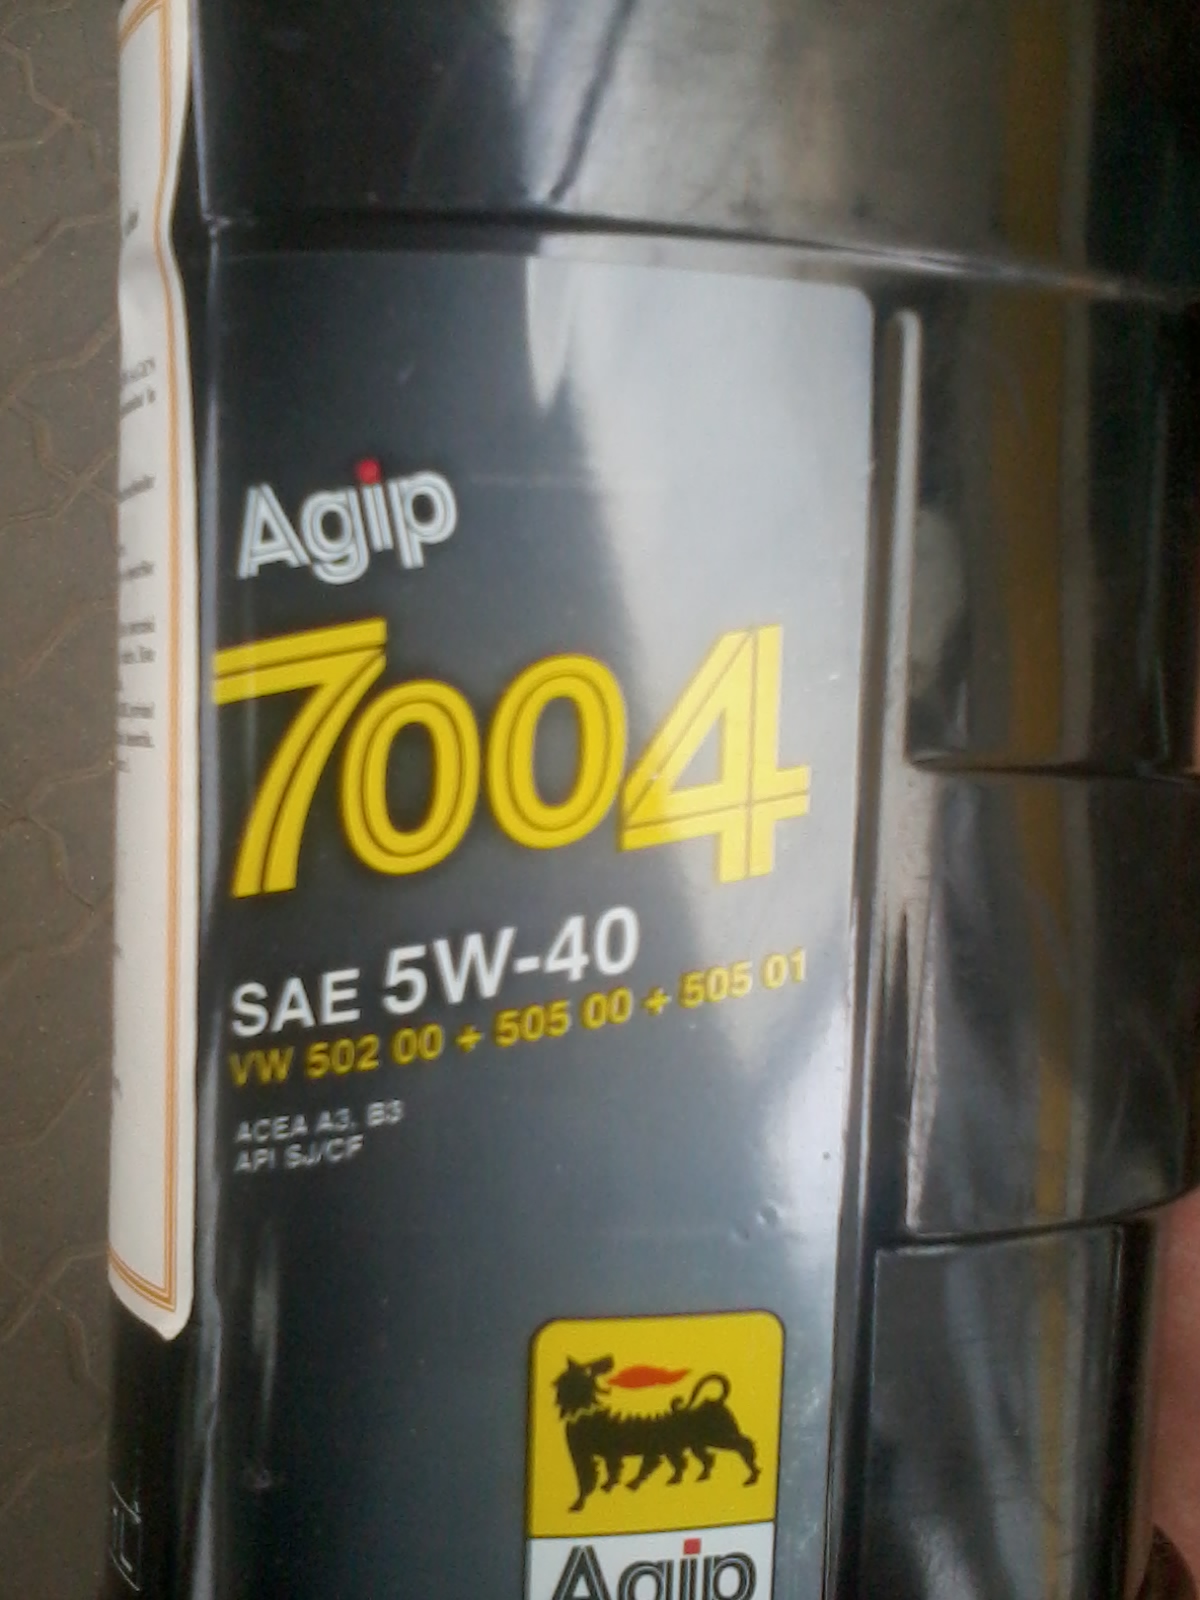 Agip
7004
SAE 5W-40
VW 502 00 + 505 00 + 505 01
ACEA A3, B3
API SJ/CF
Agip